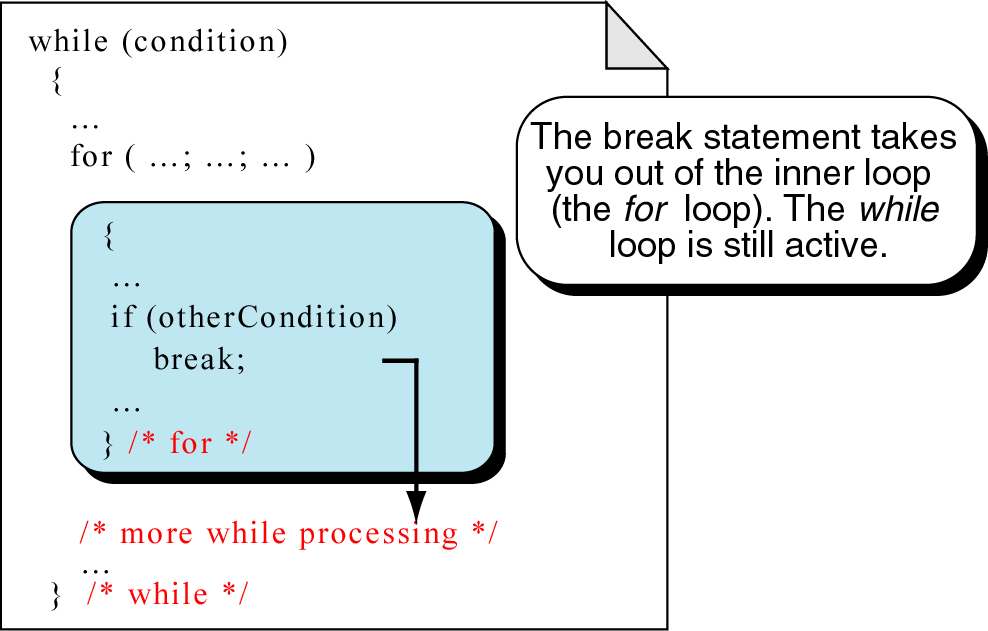 while (condition)
{
...
for ( ...; ...; ... )
{
...
if (otherCondition)
break;
...
} /* for */
/* more while processing */
...
} /* while */
The break statement takes
you out of the inner loop
(the for loop). The while
loop is still active.